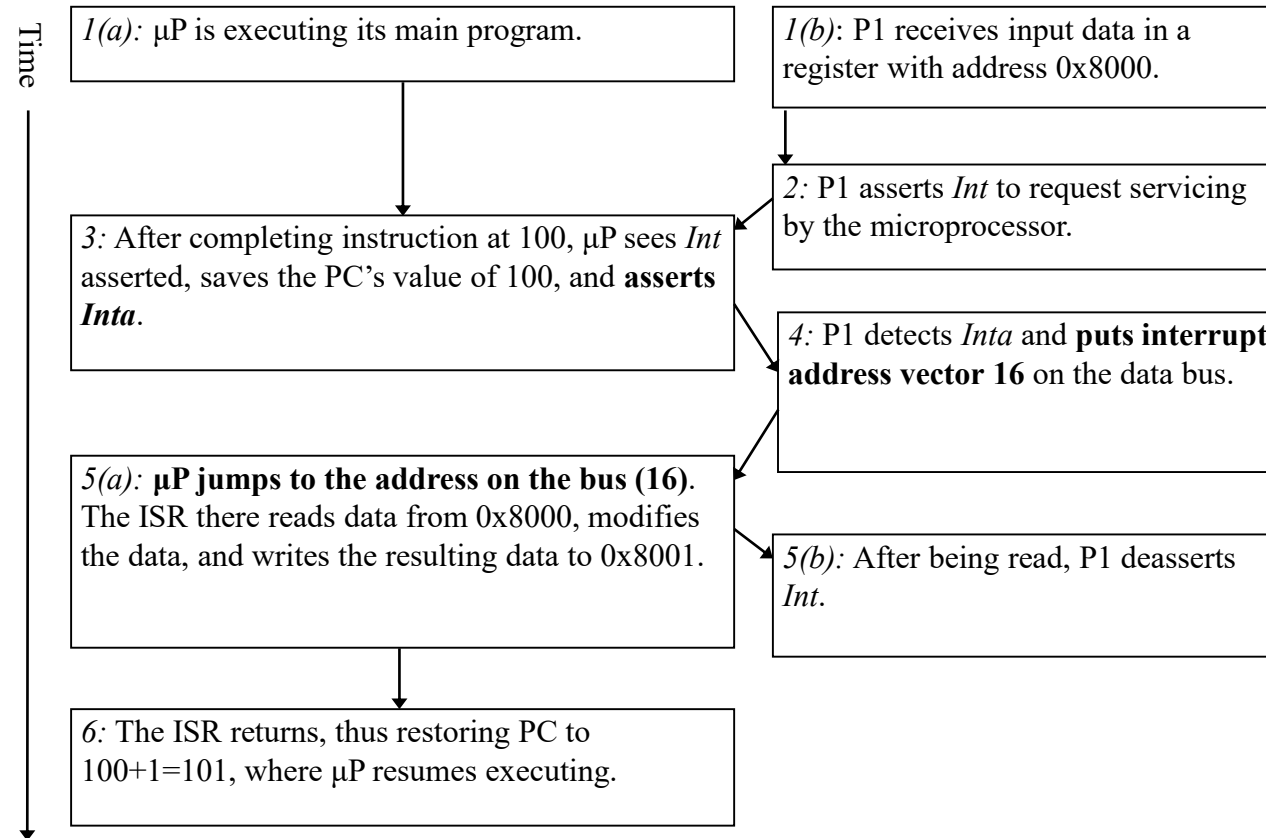 Time
1(a): μP is executing its main program.
1(b): P1 receives input data in a
register with address 0x8000.
2: P1 asserts Int to request servicing
by the microprocessor.
3: After completing instruction at 100, μP sees Int
asserted, saves the PC’s value of 100, and asserts
Inta.
4: P1 detects Inta and puts interrupt
address vector 16 on the data bus.
5(a): μP jumps to the address on the bus (16).
The ISR there reads data from 0x8000, modifies
the data, and writes the resulting data to 0x8001.
5(b): After being read, P1 deasserts
Int.
6: The ISR returns, thus restoring PC to
100+1=101, where μP resumes executing.